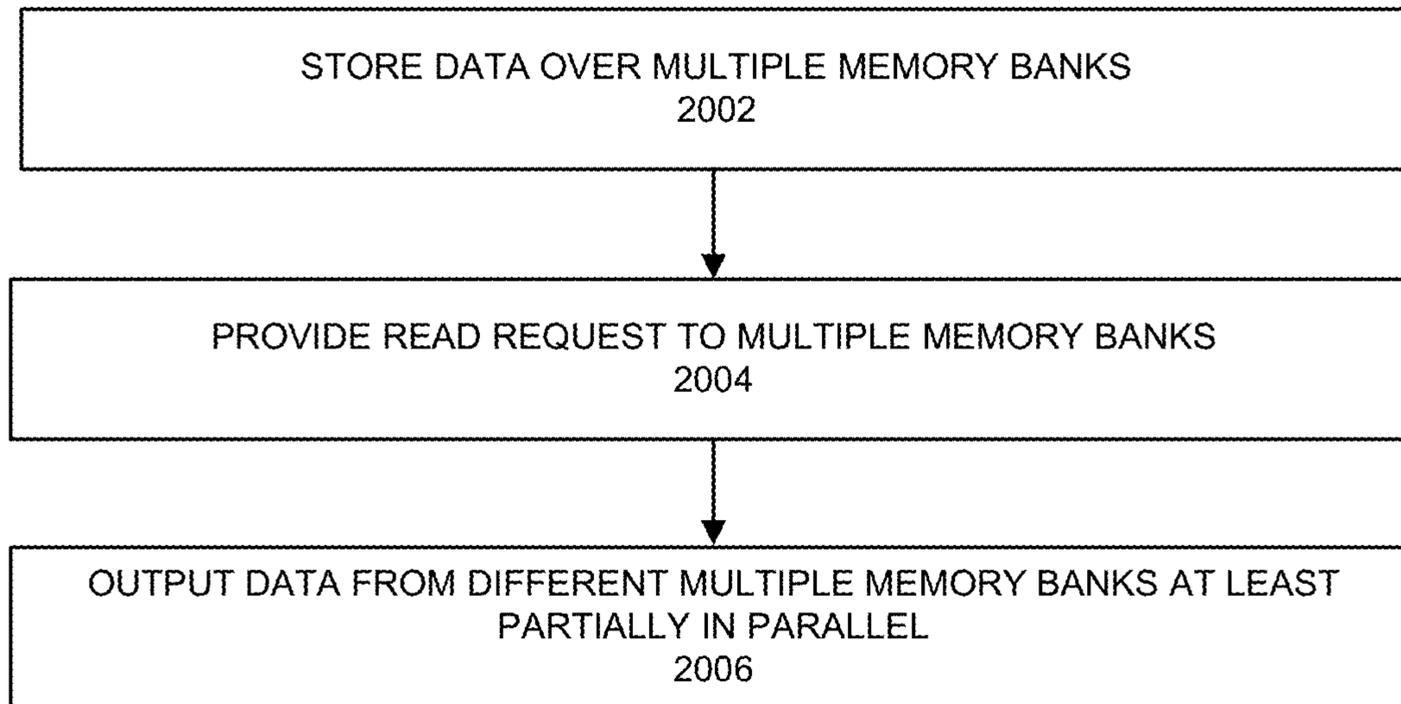 STORE DATA OVER MULTIPLE MEMORY BANKS
2002
PROVIDE READ REQUEST TO MULTIPLE MEMORY BANKS
2004
OUTPUT DATA FROM DIFFERENT MULTIPLE MEMORY BANKS AT LEAST
PARTIALLY IN PARALLEL
2006